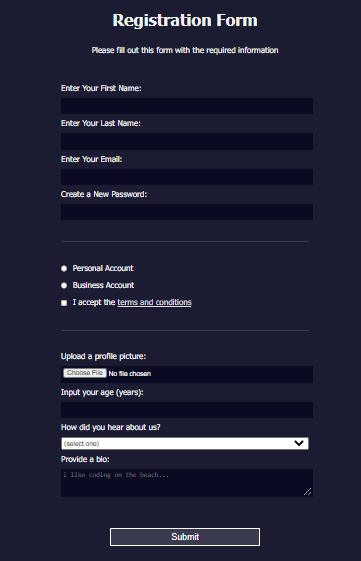 Registration Form
Please fill out this form with the required information
Enter Your First Name:
Enter Your Last Name:
Enter Your Email:
Create a New Password:
Personal Account
Business Account
I accept the terms and conditions
Upload a profile picture:
Choose File No file chosen
Input your age (years):
How did you hear about us?
(select one)
Provide a bio:
I like coding on the beach...
Submit